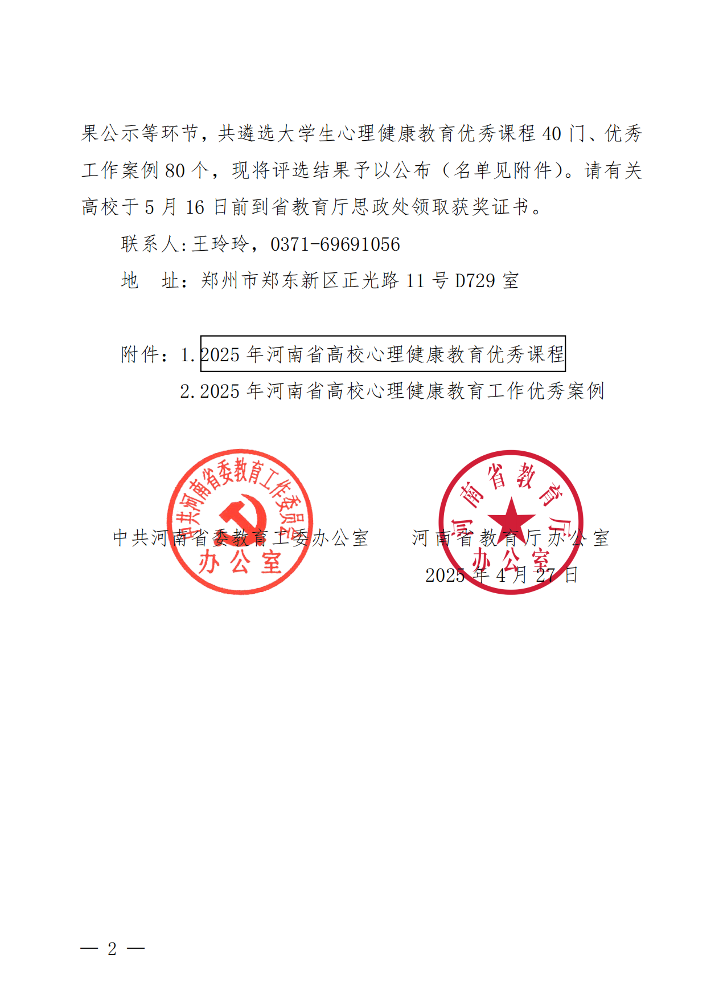 果公示等环节，共遴选大学生心理健康教育优秀课程 40 门、优秀
工作案例 80 个，现将评选结果予以公布（名单见附件）。请有关
高校于 5 月 16 日前到省教育厅思政处领取获奖证书。
联系人:王玲玲，0371-69691056
地　址：郑州市郑东新区正光路 11 号 D729 室
附件：1.2025 年河南省高校心理健康教育优秀课程
2.2025 年河南省高校心理健康教育工作优秀案例
中共河南省委教育工作委员会
办公室
河南省教育厅
办公室
中共河南省委教育工委办公室　河南省教育厅办公室
2025 年 4 月 27 日
— 2 —